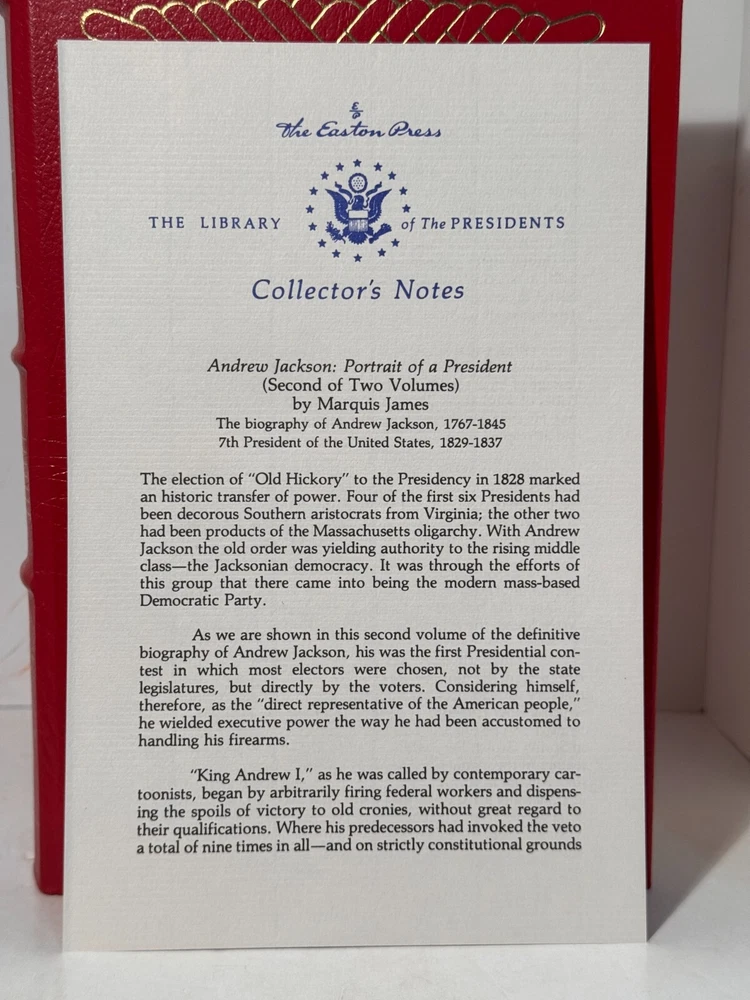 E
P
The Easton Press
THE LIBRARY of The PRESIDENTS
Collector's Notes
Andrew Jackson: Portrait of a President
(Second of Two Volumes)
by Marquis James
The biography of Andrew Jackson, 1767-1845
7th President of the United States, 1829-1837
The election of "Old Hickory" to the Presidency in 1828 marked
an historic transfer of power. Four of the first six Presidents had
been decorous Southern aristocrats from Virginia; the other two
had been products of the Massachusetts oligarchy. With Andrew
Jackson the old order was yielding authority to the rising middle
class—the Jacksonian democracy. It was through the efforts of
this group that there came into being the modern mass-based
Democratic Party.
As we are shown in this second volume of the definitive
biography of Andrew Jackson, his was the first Presidential con-
test in which most electors were chosen, not by the state
legislatures, but directly by the voters. Considering himself,
therefore, as the "direct representative of the American people,"
he wielded executive power the way he had been accustomed to
handling his firearms.
"King Andrew I," as he was called by contemporary car-
toonists, began by arbitrarily firing federal workers and dispens-
ing the spoils of victory to old cronies, without great regard to
their qualifications. Where his predecessors had invoked the veto
a total of nine times in all—and on strictly constitutional grounds